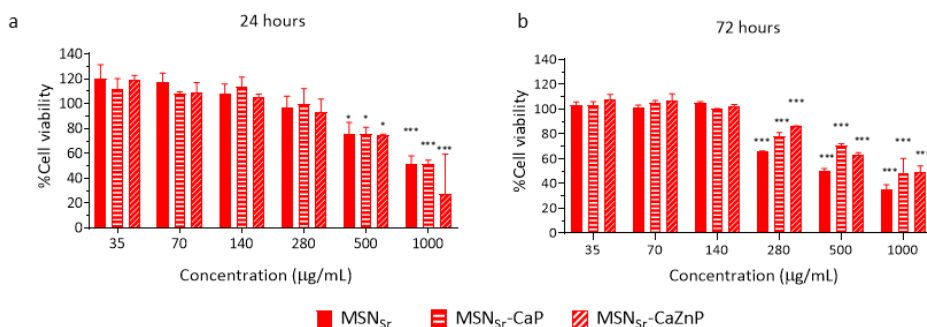 a
24 hours
140
120
100
80
60
40
20
0
%Cell viability
* * *
*** *** ***
35 70 140 280 500 1000
Concentration (µg/mL)
b
72 hours
140
120
100
80
60
40
20
0
%Cell viability
*** *** ***
*** *** ***
*** *** ***
35 70 140 280 500 1000
Concentration (µg/mL)
MSNSr MSNSr-CaP MSNSr-CaZnP